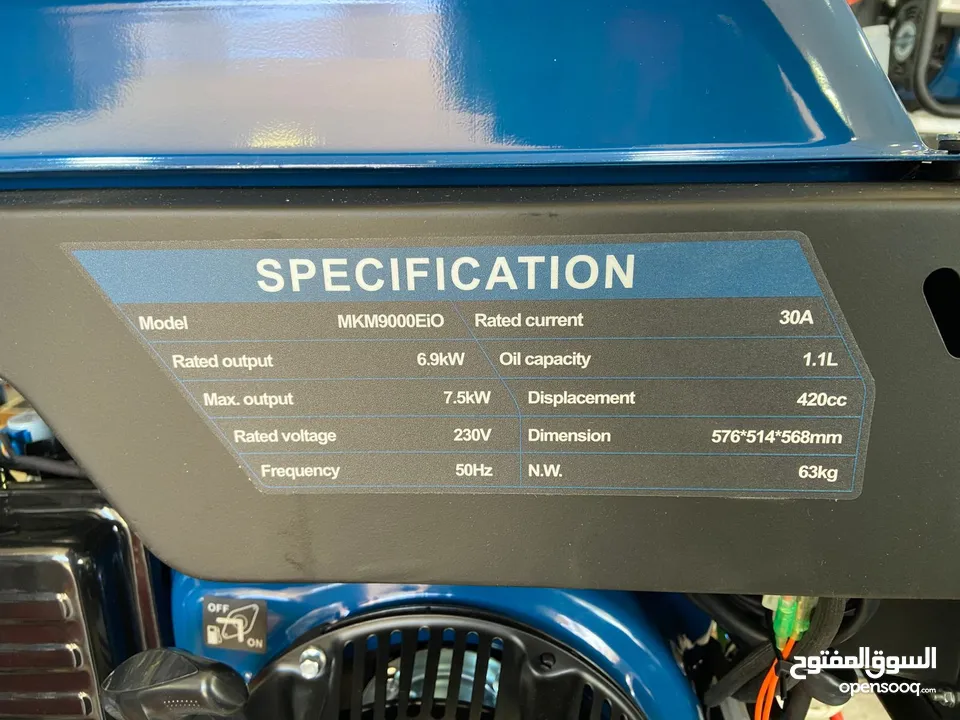 SPECIFICATION
Model MKM9000EiO Rated current 30A
Rated output 6.9kW Oil capacity 1.1L
Max. output 7.5kW Displacement 420cc
Rated voltage 230V Dimension 576*514*568mm
Frequency 50Hz N.W. 63kg
OFF
ON
السوق المفتوح
opensooq.com